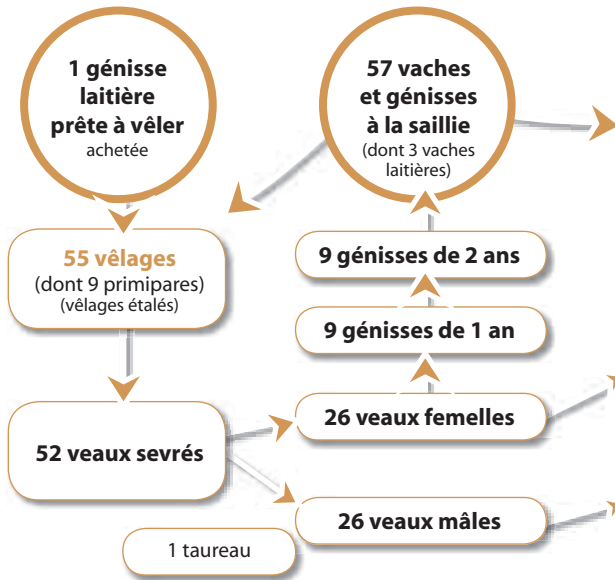 1 génisse
laitière
prête à vêler
achetée
57 vaches
et génisses
à la saillie
(dont 3 vaches
laitières)
55 vêlages
(dont 9 primipares)
(vêlages étalés)
9 génisses de 2 ans
9 génisses de 1 an
52 veaux sevrés
26 veaux femelles
26 veaux mâles
1 taureau